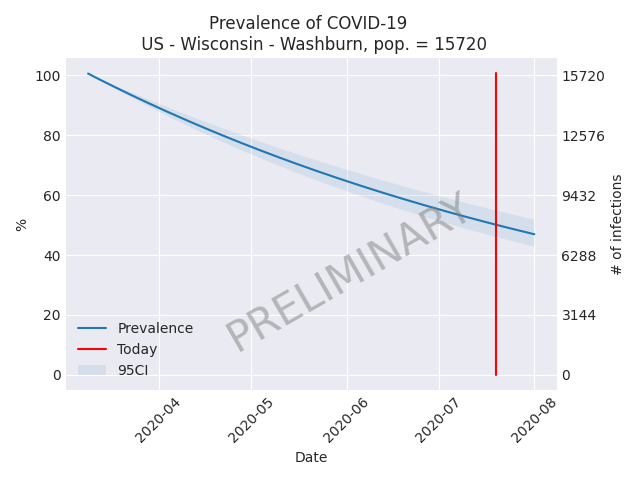 Prevalence of COVID-19
US - Wisconsin - Washburn, pop. = 15720
100
80
60
40
20
0
%
15720
12576
9432
6288
3144
0
# of infections
PRELIMINARY
Prevalence
Today
95CI
2020-04
2020-05
2020-06
2020-07
2020-08
Date